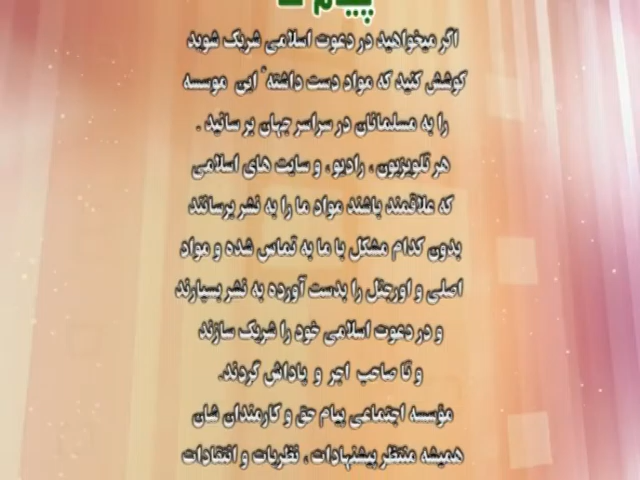 پیام
اگر میخواهید در دعوت اسلامی شریک شوید
کوشش کنید که مواد دست داشتهٔ این موسسه
را به مسلمانان در سراسر جهان برسانید .
هر تلویزیون ، رادیو ، و سایت های اسلامی
که علاقمند باشند مواد ما را به نشر برسانند
بدون کدام مشکل با ما به تماس شده و مواد
اصلی و اورجنل را بدست آورده به نشر بسپارند
و در دعوت اسلامی خود را شریک سازند
و تا صاحب اجر و پاداش گردند.
مؤسسه اجتماعی پیام حق و کارمندان شان
همیشه منتظر پیشنهادات ، نظریات و انتقادات